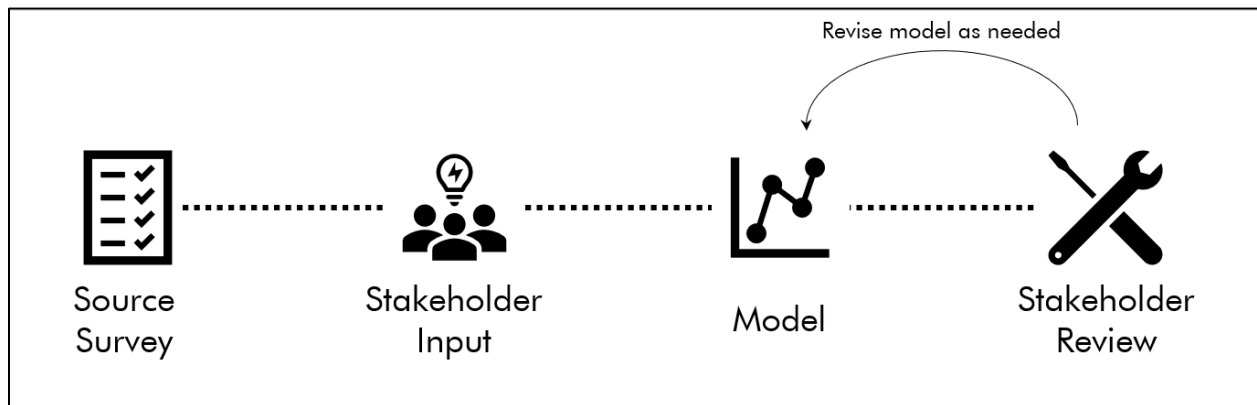 Revise model as needed
Source
Survey
Stakeholder
Input
Model
Stakeholder
Review